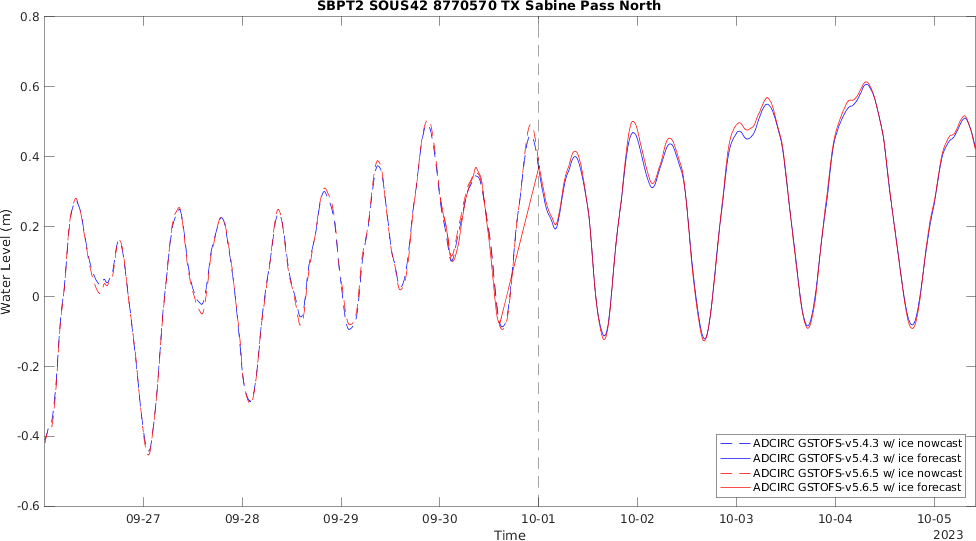 SBPT2 SOUS42 8770570 TX Sabine Pass North
0.8
0.6
0.4
0.2
0
-0.2
-0.4
-0.6
Water Level (m)
ADCIRC GSTOFS-v5.4.3 w/ ice nowcast
ADCIRC GSTOFS-v5.4.3 w/ ice forecast
ADCIRC GSTOFS-v5.6.5 w/ ice nowcast
ADCIRC GSTOFS-v5.6.5 w/ ice forecast
09-27 09-28 09-29 09-30 10-01 10-02 10-03 10-04 10-05
Time 2023